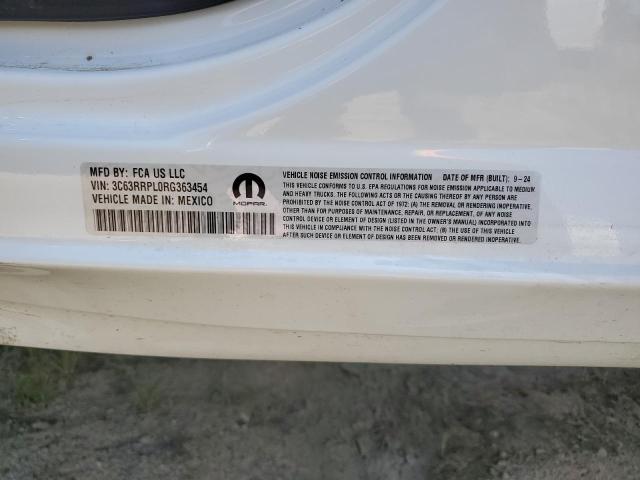 MFD BY: FCA US LLC
VIN: 3C63RRPL0RG363454
VEHICLE MADE IN: MEXICO
MOPAR
VEHICLE NOISE EMISSION CONTROL INFORMATION DATE OF MFR (BUILT): 9-24
THIS VEHICLE CONFORMS TO U.S. EPA REGULATIONS FOR NOISE EMISSION APPLICABLE TO MEDIUM
AND HEAVY TRUCKS. THE FOLLOWING ACTS OR THE CAUSING THEREOF BY ANY PERSON ARE
PROHIBITED BY THE NOISE CONTROL ACT OF 1972: (A) THE REMOVAL OR RENDERING INOPERATIVE,
OTHER THAN FOR PURPOSES OF MAINTENANCE, REPAIR, OR REPLACEMENT, OF ANY NOISE
CONTROL DEVICE OR ELEMENT OF DESIGN (LISTED IN THE OWNER'S MANUAL) INCORPORATED INTO
THIS VEHICLE IN COMPLIANCE WITH THE NOISE CONTROL ACT; (B) THE USE OF THIS VEHICLE
AFTER SUCH DEVICE OR ELEMENT OF DESIGN HAS BEEN REMOVED OR RENDERED INOPERATIVE.